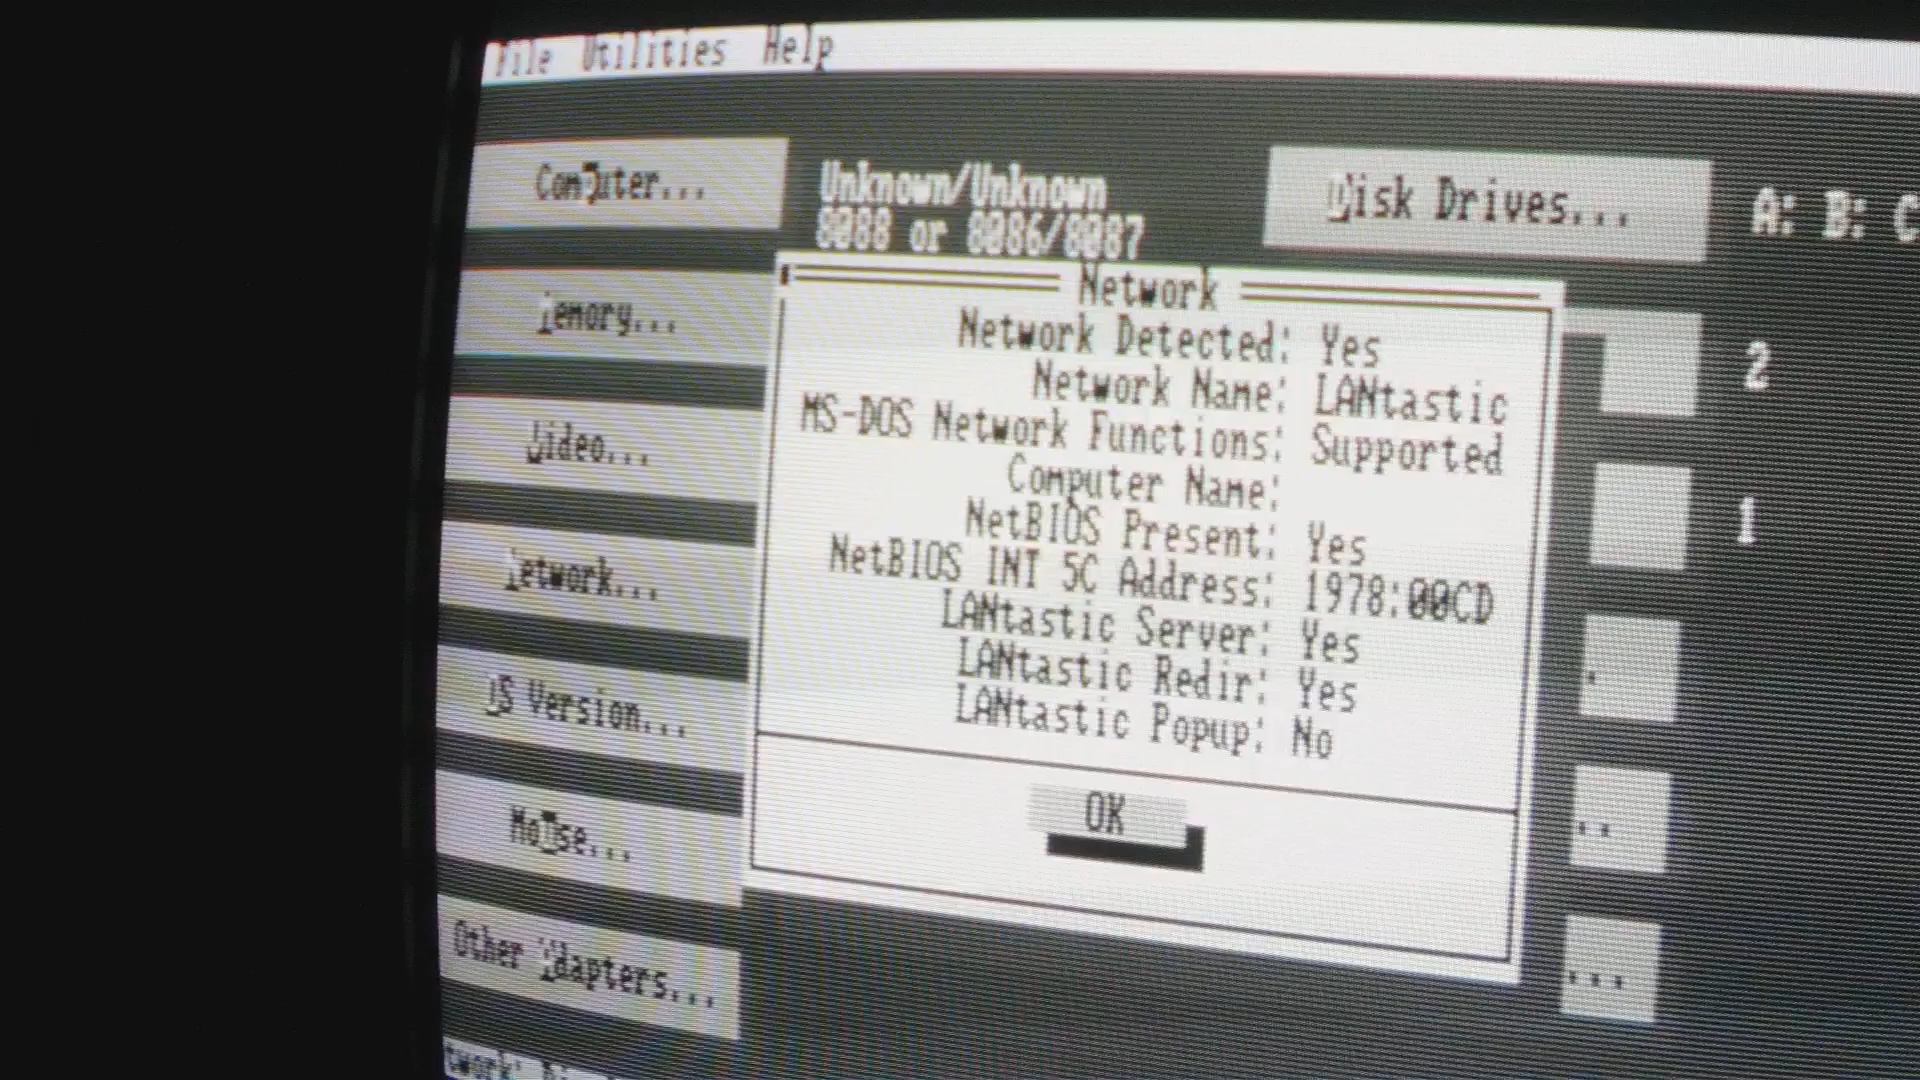 File Utilities Help
Computer...
Unknown/Unknown
8088 or 8086/8087
Disk Drives...
A: B: C
Memory...
2
Video...
1
Network...
OS Version...
Mouse...
Other Adapters...
Network
Network Detected: Yes
Network Name: LANtastic
MS-DOS Network Functions: Supported
Computer Name:
NetBIOS Present: Yes
NetBIOS INT 5C Address: 1978:00CD
LANtastic Server: Yes
LANtastic Redir: Yes
LANtastic Popup: No
OK